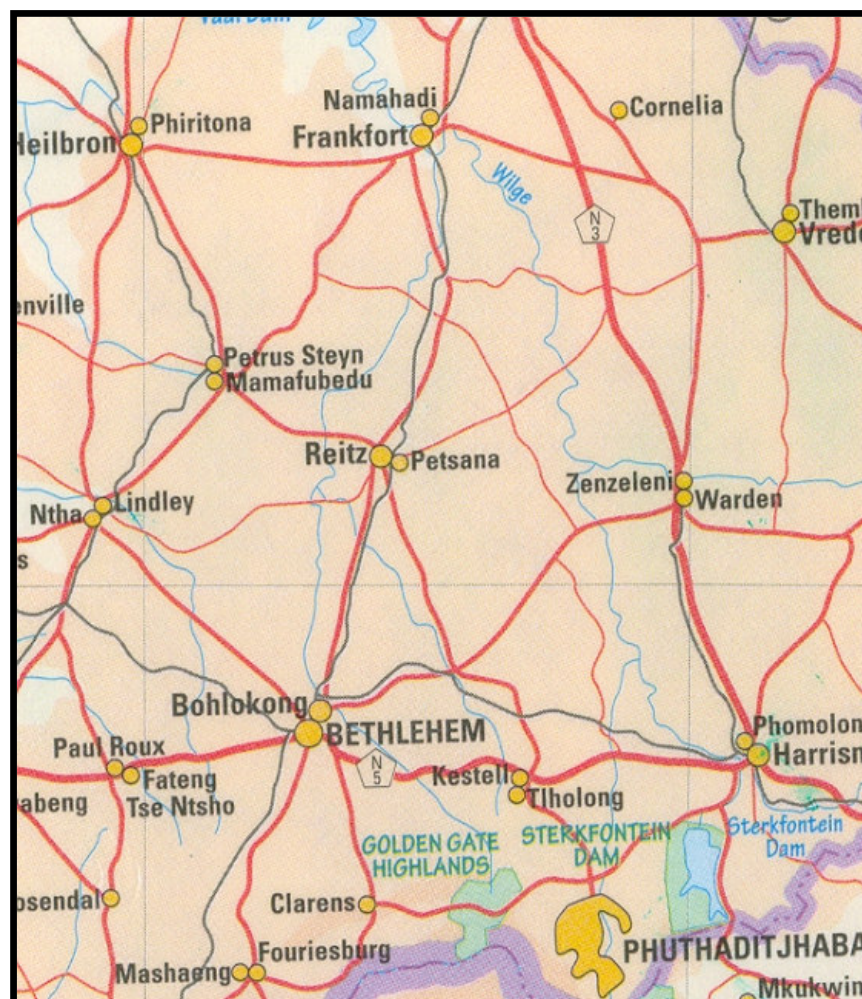 Vaal Dam
Namahadi
Cornelia
Phiritona
Heilbron
Frankfort
Wilge
Themb
Vrede
N
3
enville
Petrus Steyn
Mamafubedu
Reitz
Petsana
Zenzeleni
Warden
Lindley
Ntha
s
Bohlokong
BETHLEHEM
Phomolon
Harrism
Paul Roux
N
5
Kestell
Fateng
Tse Ntsho
abeng
Tlholong
GOLDEN GATE
HIGHLANDS
STERKFONTEIN
DAM
Sterkfontein
Dam
osendal
Clarens
Fouriesburg
Mashaeng
PHUTHADITJHABA
Mkukwin